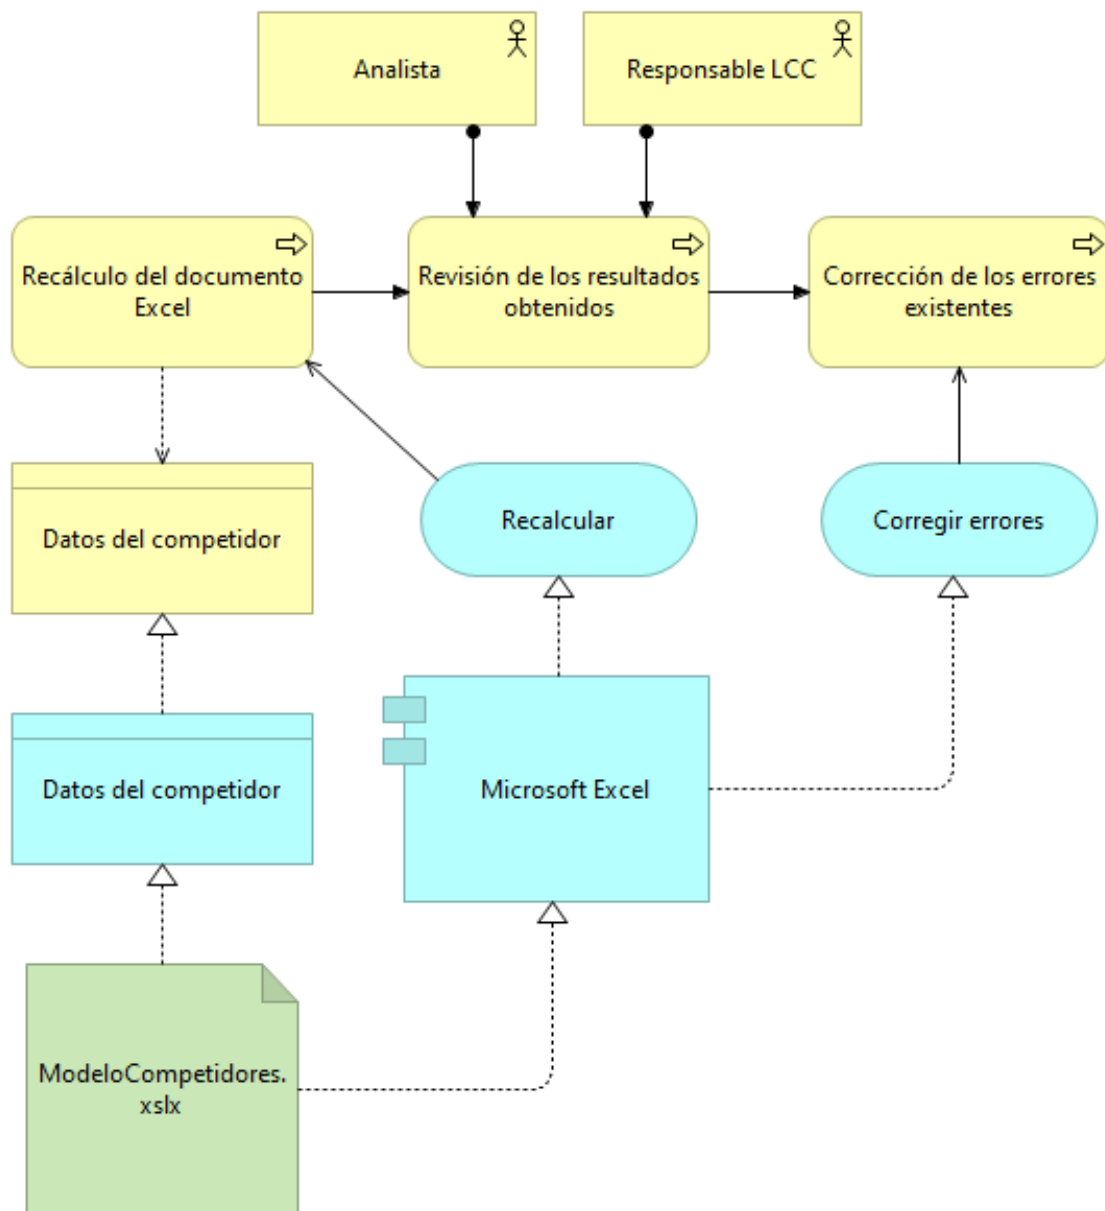 Analista
Responsable LCC
Recálculo del documento
Excel
Revisión de los resultados
obtenidos
Corrección de los errores
existentes
Datos del competidor
Recalcular
Corregir errores
Datos del competidor
Microsoft Excel
ModeloCompetidores.
xslx